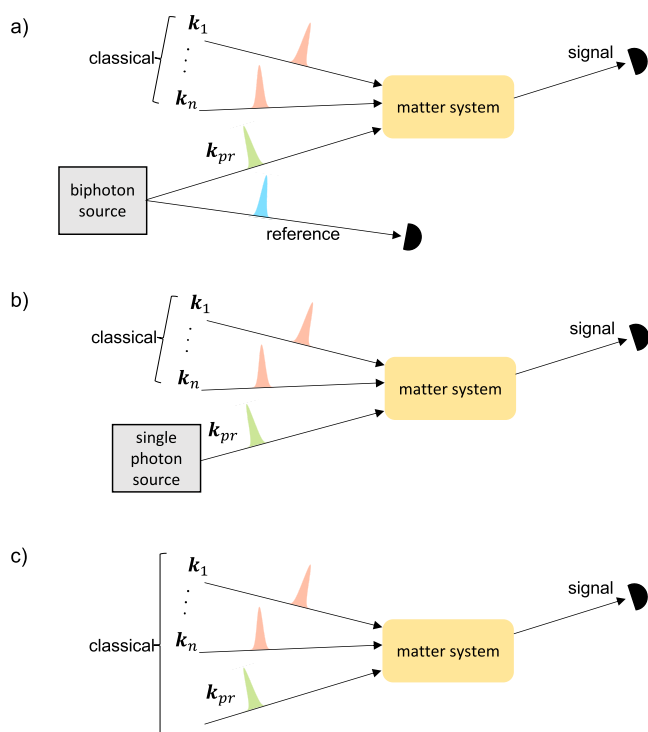 a)
k1
classical
signal
kn
matter system
kpr
biphoton
source
reference
b)
k1
signal
classical
kn
matter system
kpr
single
photon
source
c)
k1
signal
classical
kn
matter system
kpr